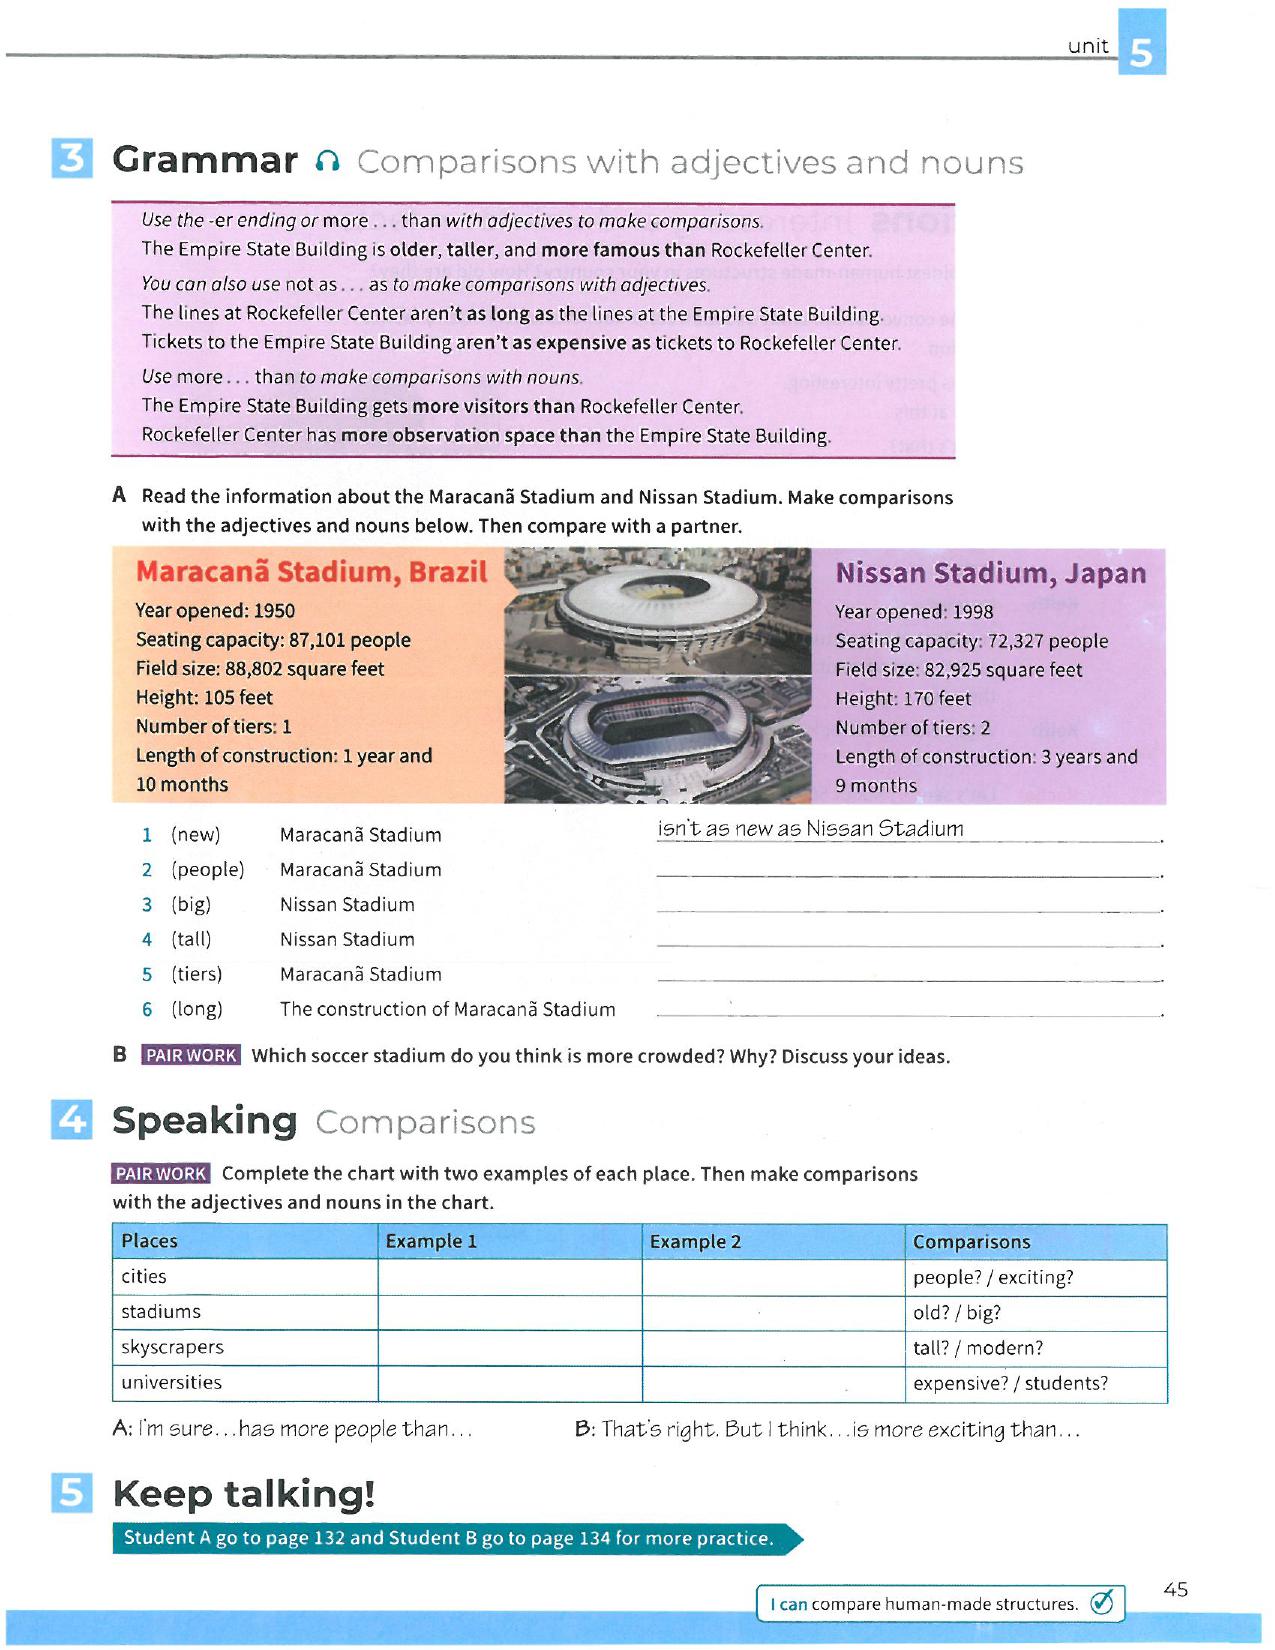 unit 5
3 Grammar Comparisons with adjectives and nouns
Use the -er ending or more . . . than with adjectives to make comparisons.
The Empire State Building is older, taller, and more famous than Rockefeller Center.
You can also use not as . . . as to make comparisons with adjectives.
The lines at Rockefeller Center aren't as long as the lines at the Empire State Building.
Tickets to the Empire State Building aren't as expensive as tickets to Rockefeller Center.
Use more . . . than to make comparisons with nouns.
The Empire State Building gets more visitors than Rockefeller Center.
Rockefeller Center has more observation space than the Empire State Building.
A Read the information about the Maracanã Stadium and Nissan Stadium. Make comparisons
with the adjectives and nouns below. Then compare with a partner.
Maracanã Stadium, Brazil
Year opened: 1950
Seating capacity: 87,101 people
Field size: 88,802 square feet
Height: 105 feet
Number of tiers: 1
Length of construction: 1 year and
10 months
Nissan Stadium, Japan
Year opened: 1998
Seating capacity: 72,327 people
Field size: 82,925 square feet
Height: 170 feet
Number of tiers: 2
Length of construction: 3 years and
9 months
1 (new) Maracanã Stadium isn't as new as Nissan Stadium.
2 (people) Maracanã Stadium .
3 (big) Nissan Stadium .
4 (tall) Nissan Stadium .
5 (tiers) Maracanã Stadium .
6 (long) The construction of Maracanã Stadium .
B PAIR WORK Which soccer stadium do you think is more crowded? Why? Discuss your ideas.
4 Speaking Comparisons
PAIR WORK Complete the chart with two examples of each place. Then make comparisons
with the adjectives and nouns in the chart.
Places Example 1 Example 2 Comparisons
cities people? / exciting?
stadiums old? / big?
skyscrapers tall? / modern?
universities expensive? / students?
A: I'm sure...has more people than... B: That's right. But I think...is more exciting than...
5 Keep talking!
Student A go to page 132 and Student B go to page 134 for more practice.
I can compare human-made structures.
45